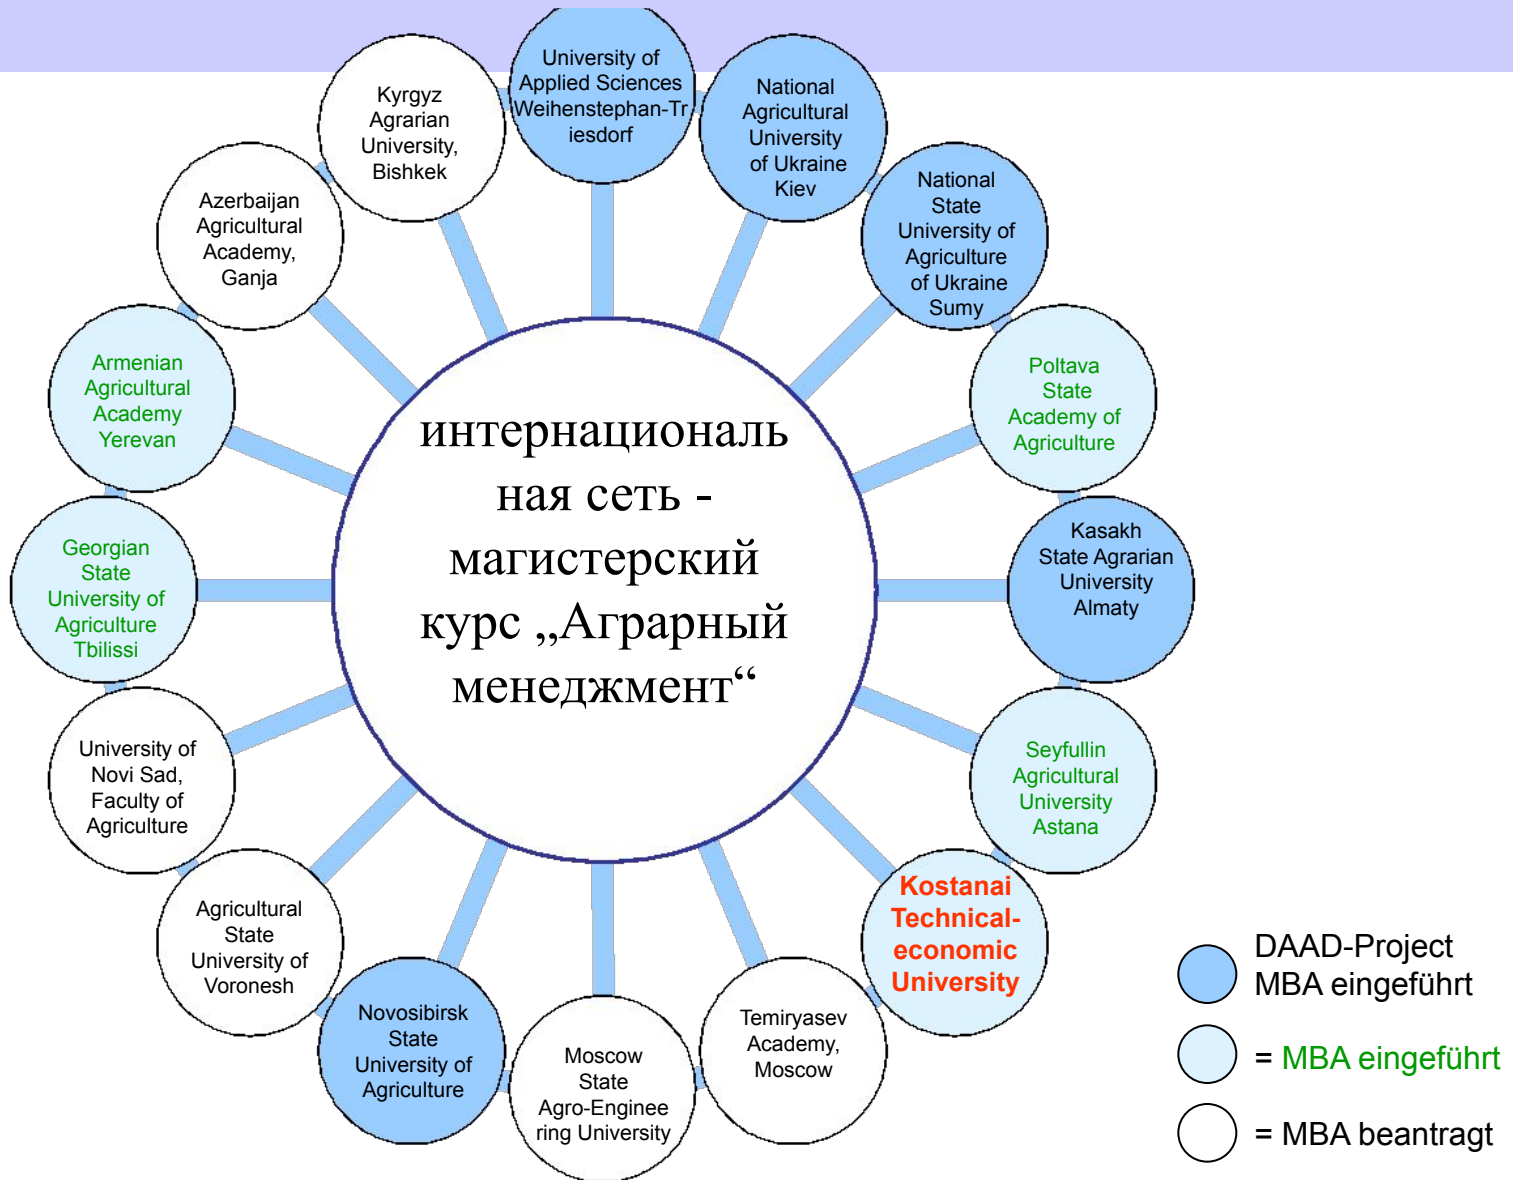 University of
Applied Sciences
Weihenstephan-Tr
iesdorf
National
Agricultural
University
of Ukraine
Kiev
National
State
University of
Agriculture
of Ukraine
Sumy
Poltava
State
Academy of
Agriculture
Kasakh
State Agrarian
University
Almaty
Seyfullin
Agricultural
University
Astana
Kostanai
Technical-
economic
University
Temiryasev
Academy,
Moscow
Moscow
State
Agro-Enginee
ring University
Novosibirsk
State
University of
Agriculture
Agricultural
State
University of
Voronesh
University of
Novi Sad,
Faculty of
Agriculture
Georgian
State
University of
Agriculture
Tbilissi
Armenian
Agricultural
Academy
Yerevan
Azerbaijan
Agricultural
Academy,
Ganja
Kyrgyz
Agrarian
University,
Bishkek
интернациональ
ная сеть -
магистерский
курс „Аграрный
менеджмент“
DAAD-Project
MBA eingeführt
= MBA eingeführt
= MBA beantragt